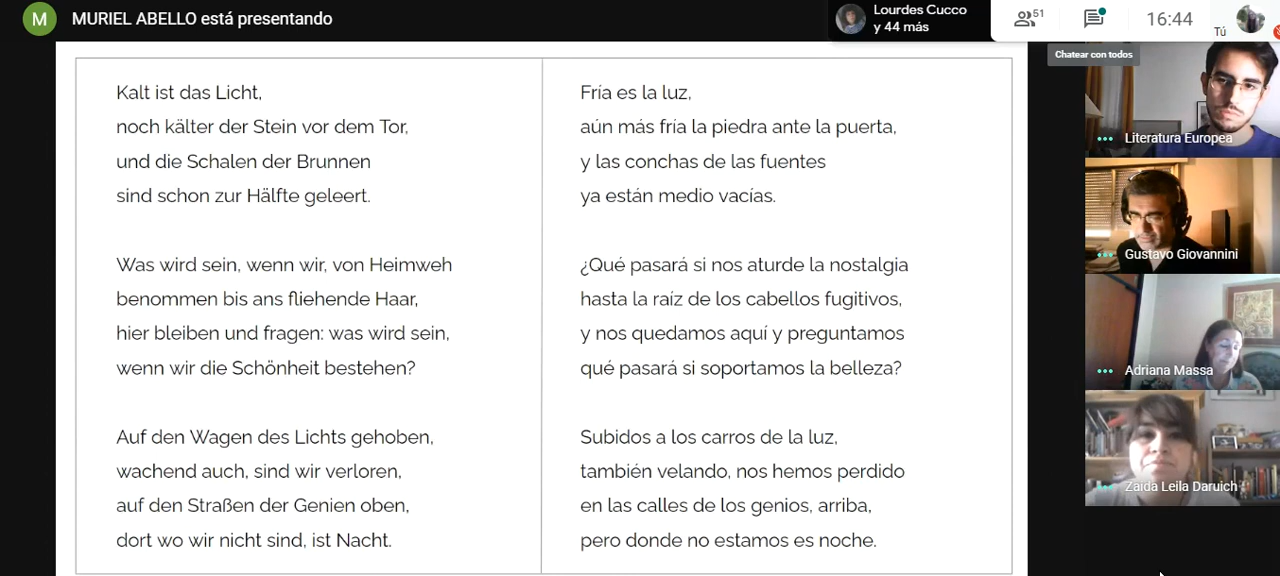 M
MURIEL ABELLO está presentando
Lourdes Cucco
y 44 más
51
16:44
Tú
Chatear con todos
Kalt ist das Licht,
noch kälter der Stein vor dem Tor,
und die Schalen der Brunnen
sind schon zur Hälfte geleert.
Was wird sein, wenn wir, von Heimweh
benommen bis ans fliehende Haar,
hier bleiben und fragen: was wird sein,
wenn wir die Schönheit bestehen?
Auf den Wagen des Lichts gehoben,
wachend auch, sind wir verloren,
auf den Straßen der Genien oben,
dort wo wir nicht sind, ist Nacht.
Fría es la luz,
aún más fría la piedra ante la puerta,
y las conchas de las fuentes
ya están medio vacías.
¿Qué pasará si nos aturde la nostalgia
hasta la raíz de los cabellos fugitivos,
y nos quedamos aquí y preguntamos
qué pasará si soportamos la belleza?
Subidos a los carros de la luz,
también velando, nos hemos perdido
en las calles de los genios, arriba,
pero donde no estamos es noche.
Literatura Europea
Gustavo Giovannini
Adriana Massa
Zaida Leila Daruich